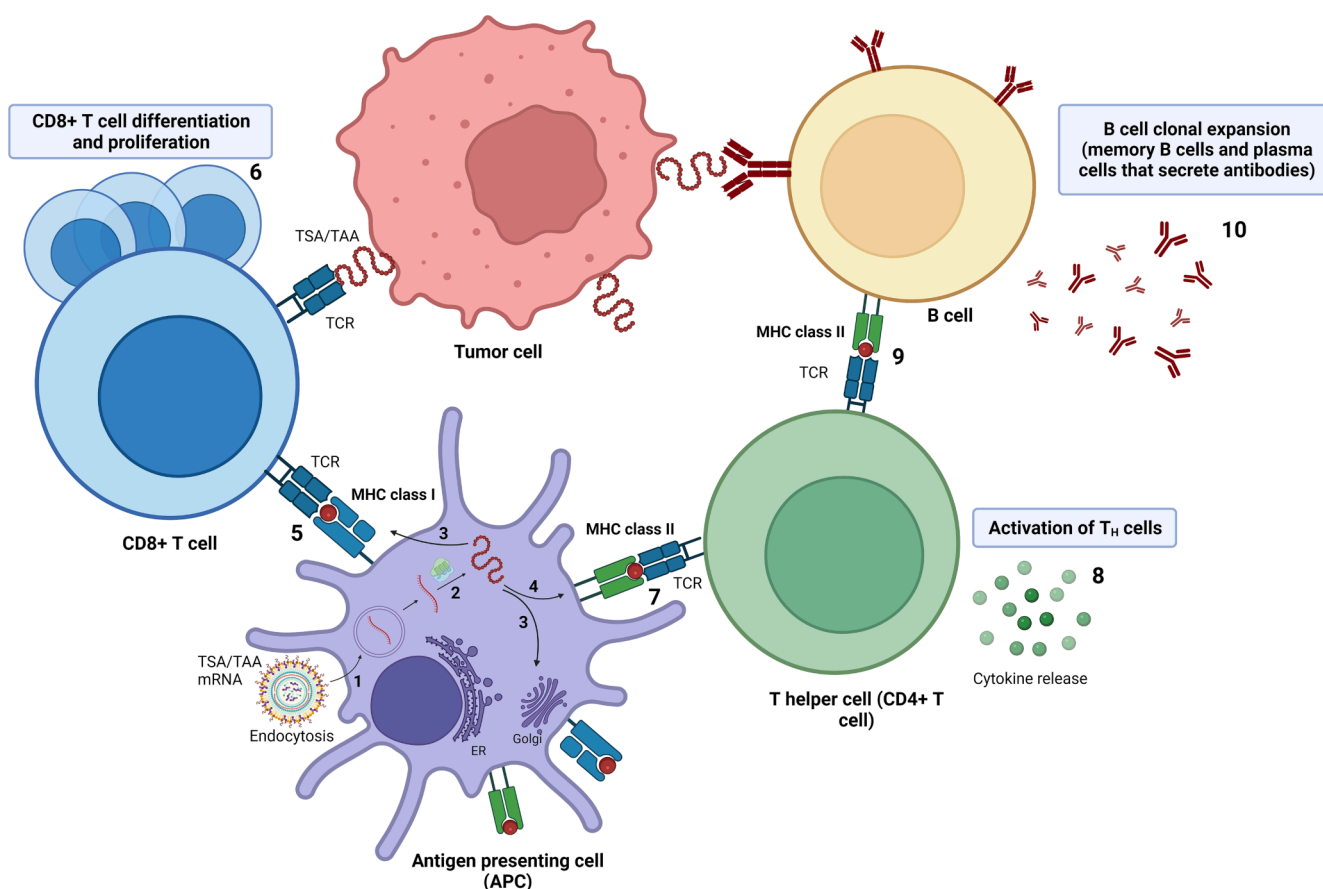 CD8+ T cell differentiation
and proliferation
6
TSA/TAA
TCR
Tumor cell
B cell clonal expansion
(memory B cells and plasma
cells that secrete antibodies)
10
B cell
MHC class II
9
TCR
TCR
MHC class I
5
CD8+ T cell
3
2
4
3
1
MHC class II
TCR
7
Activation of TH cells
8
Cytokine release
TSA/TAA
mRNA
Endocytosis
ER
Golgi
T helper cell (CD4+ T
cell)
Antigen presenting cell
(APC)